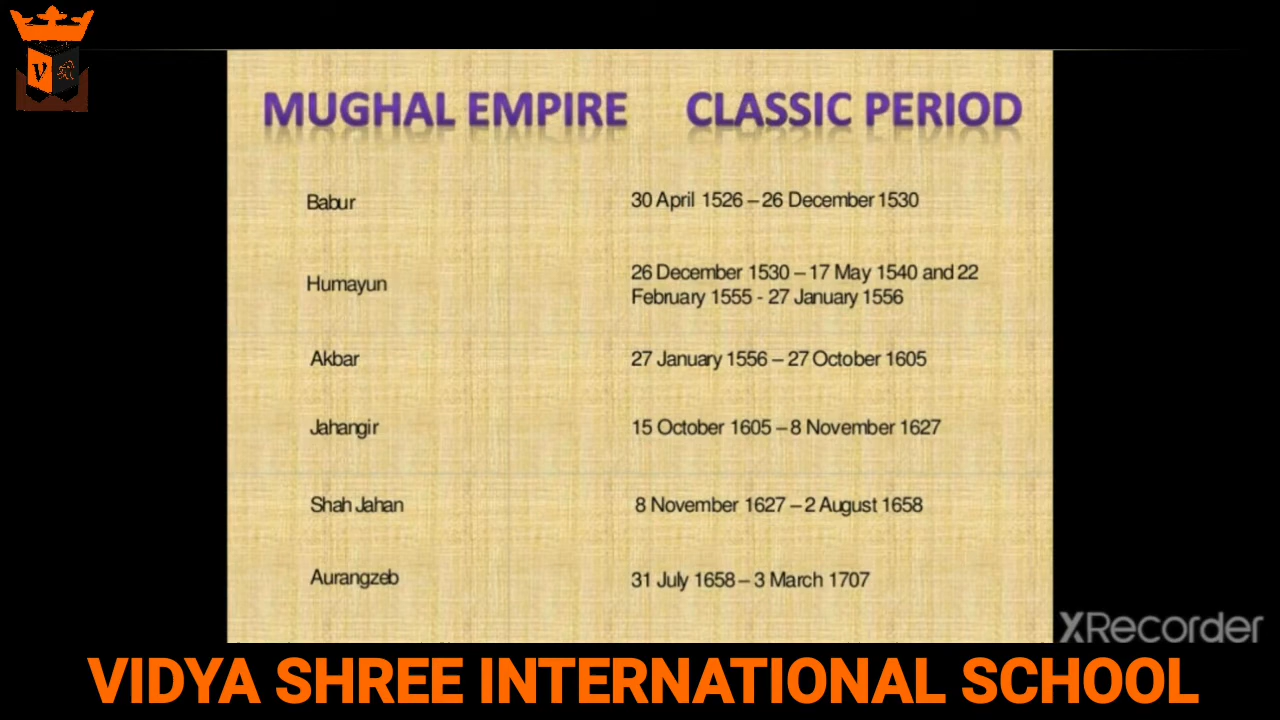 V
MUGHAL EMPIRE CLASSIC PERIOD
Babur 30 April 1526 – 26 December 1530
Humayun 26 December 1530 – 17 May 1540 and 22
February 1555 - 27 January 1556
Akbar 27 January 1556 – 27 October 1605
Jahangir 15 October 1605 – 8 November 1627
Shah Jahan 8 November 1627 – 2 August 1658
Aurangzeb 31 July 1658 – 3 March 1707
XRecorder
VIDYA SHREE INTERNATIONAL SCHOOL